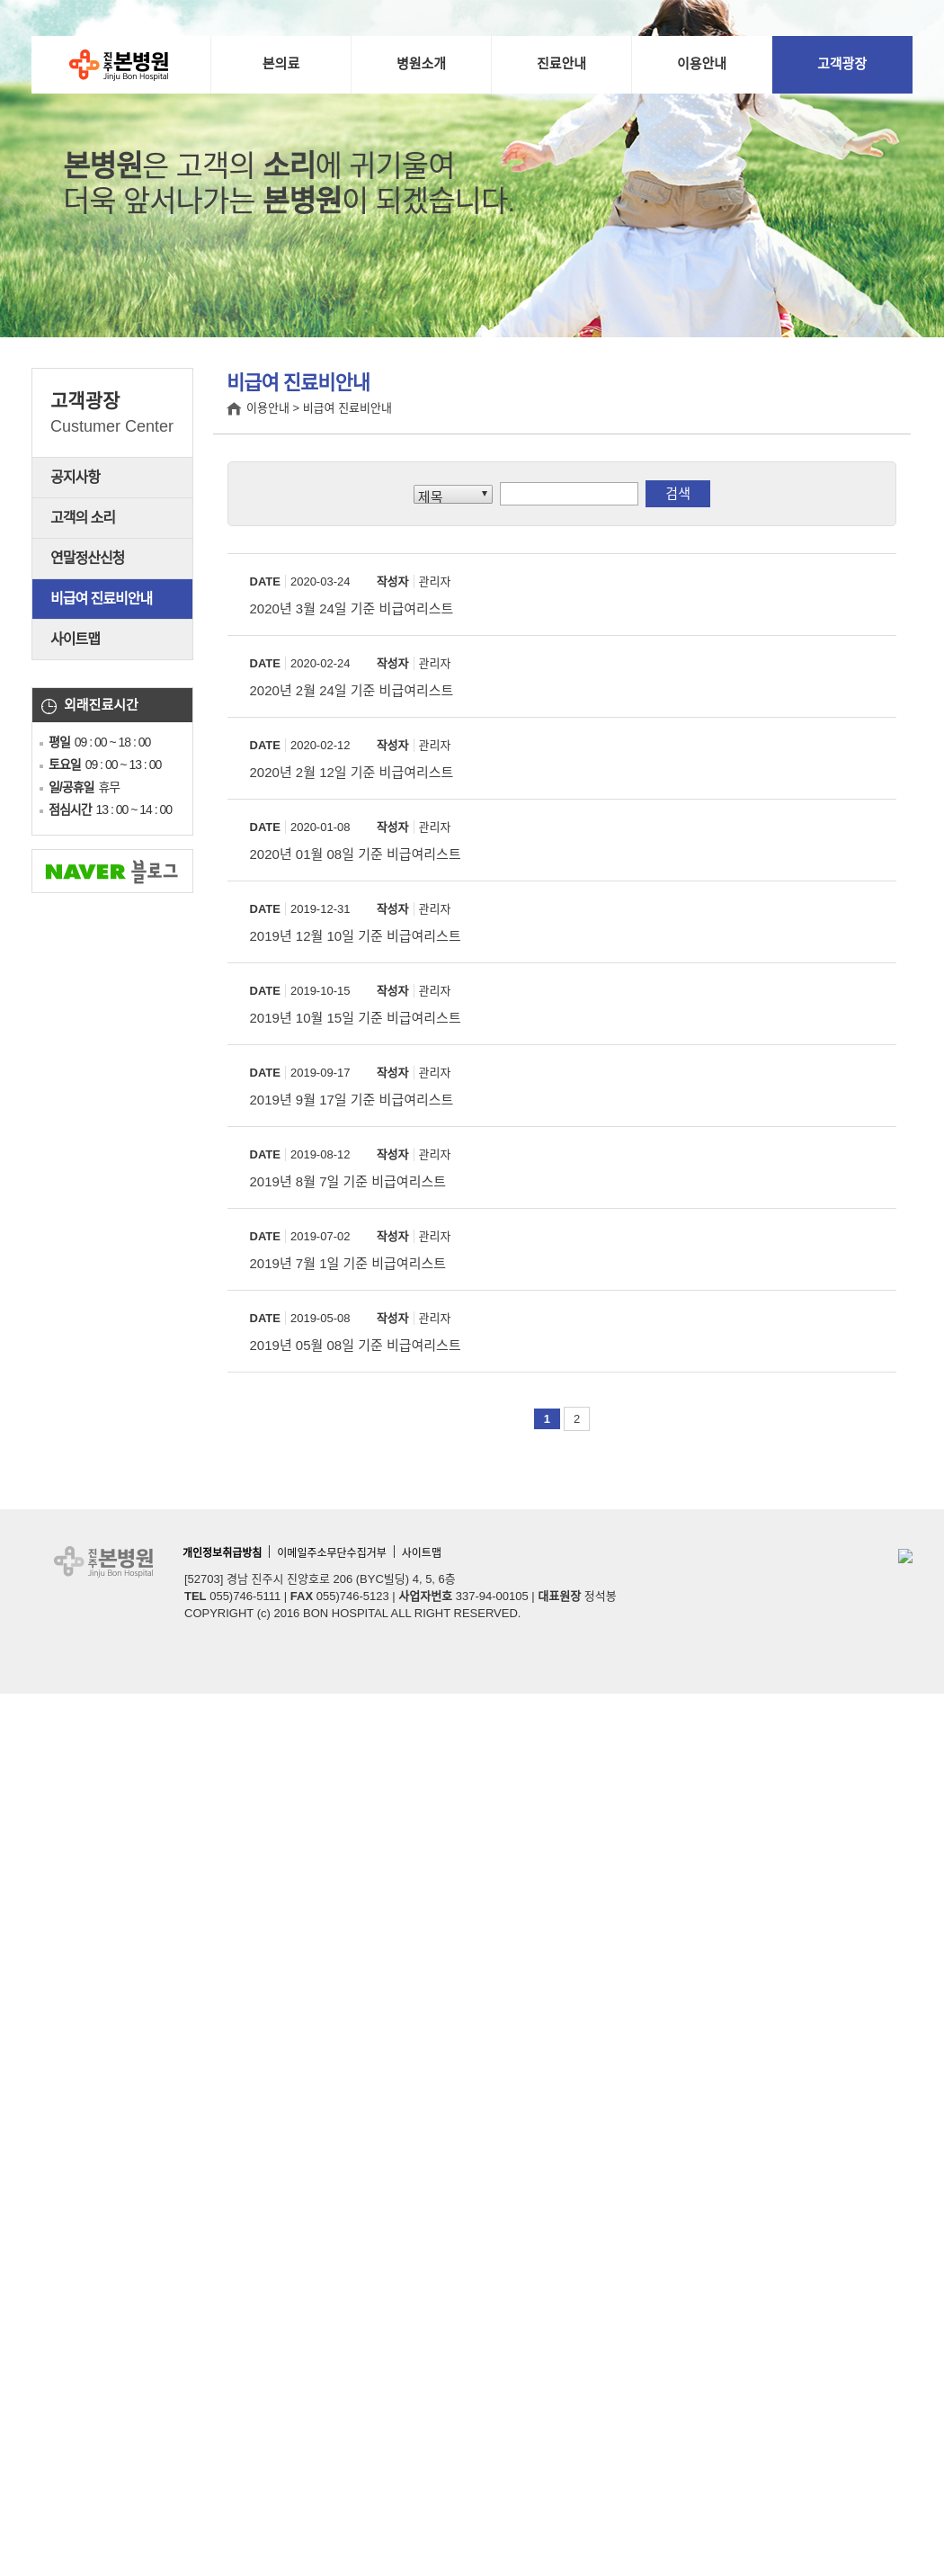 진주본병원
Jinju Bon Hospital
본의료
병원소개
진료안내
이용안내
고객광장
본병원은 고객의 소리에 귀기울여
더욱 앞서나가는 본병원이 되겠습니다.
고객광장
Custumer Center
공지사항
고객의 소리
연말정산신청
비급여 진료비안내
사이트맵
외래진료시간
평일 09 : 00 ~ 18 : 00
토요일 09 : 00 ~ 13 : 00
일/공휴일 휴무
점심시간 13 : 00 ~ 14 : 00
NAVER 블로그
비급여 진료비안내
이용안내 > 비급여 진료비안내
제목 ▼ 검색
DATE 2020-03-24 작성자 관리자
2020년 3월 24일 기준 비급여리스트
DATE 2020-02-24 작성자 관리자
2020년 2월 24일 기준 비급여리스트
DATE 2020-02-12 작성자 관리자
2020년 2월 12일 기준 비급여리스트
DATE 2020-01-08 작성자 관리자
2020년 01월 08일 기준 비급여리스트
DATE 2019-12-31 작성자 관리자
2019년 12월 10일 기준 비급여리스트
DATE 2019-10-15 작성자 관리자
2019년 10월 15일 기준 비급여리스트
DATE 2019-09-17 작성자 관리자
2019년 9월 17일 기준 비급여리스트
DATE 2019-08-12 작성자 관리자
2019년 8월 7일 기준 비급여리스트
DATE 2019-07-02 작성자 관리자
2019년 7월 1일 기준 비급여리스트
DATE 2019-05-08 작성자 관리자
2019년 05월 08일 기준 비급여리스트
1 2
진주본병원
Jinju Bon Hospital
개인정보취급방침 | 이메일주소무단수집거부 | 사이트맵
[52703] 경남 진주시 진양호로 206 (BYC빌딩) 4, 5, 6층
TEL 055)746-5111 | FAX 055)746-5123 | 사업자번호 337-94-00105 | 대표원장 정석봉
COPYRIGHT (c) 2016 BON HOSPITAL ALL RIGHT RESERVED.